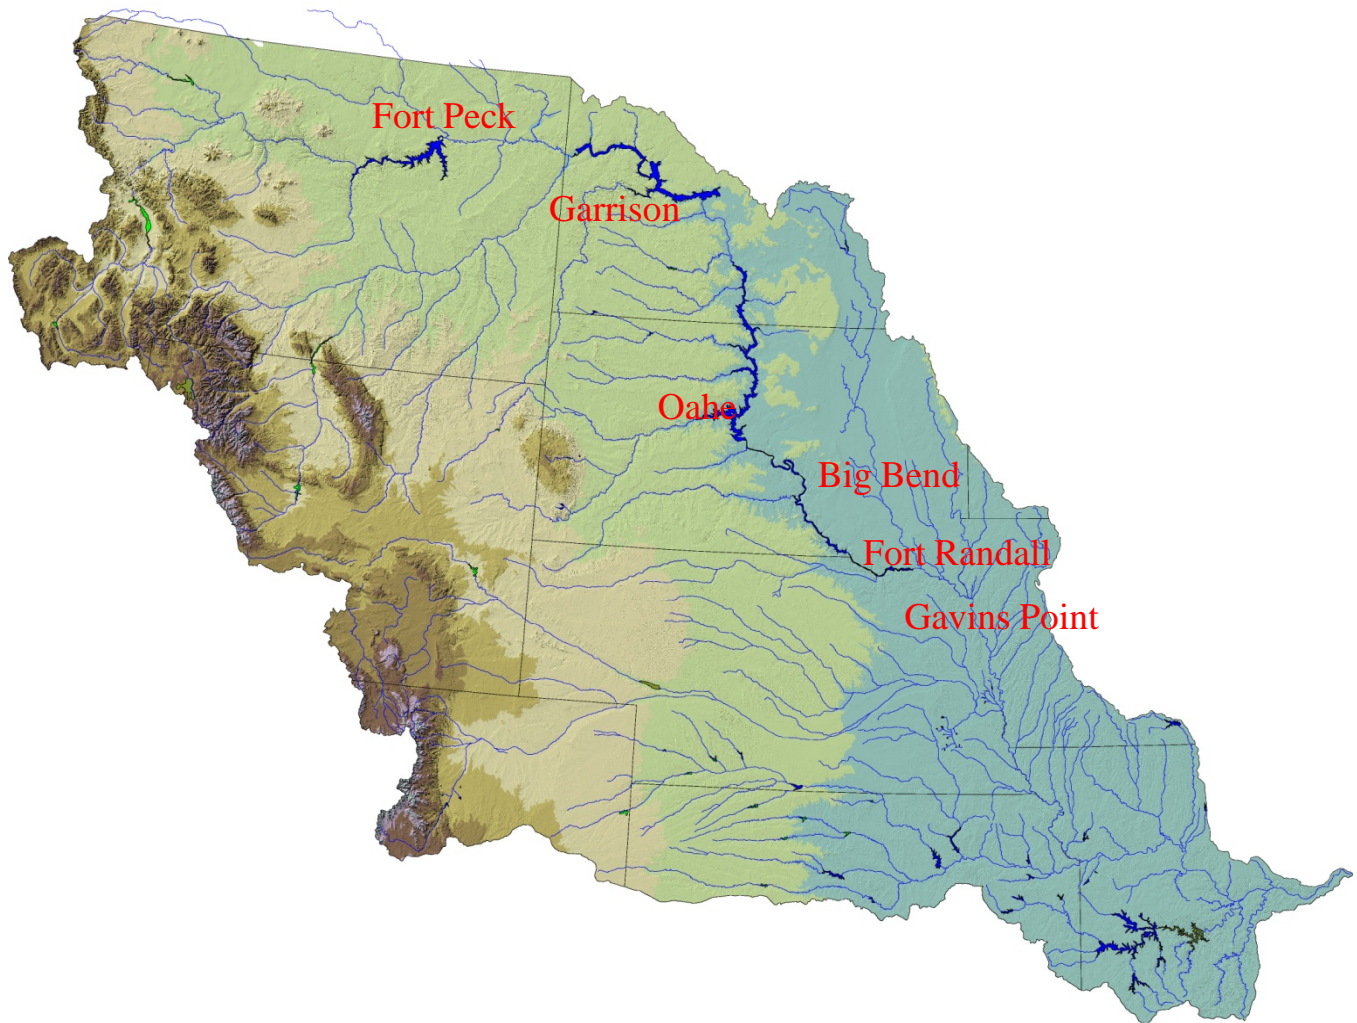 Fort Peck
Garrison
Oahe
Big Bend
Fort Randall
Gavins Point